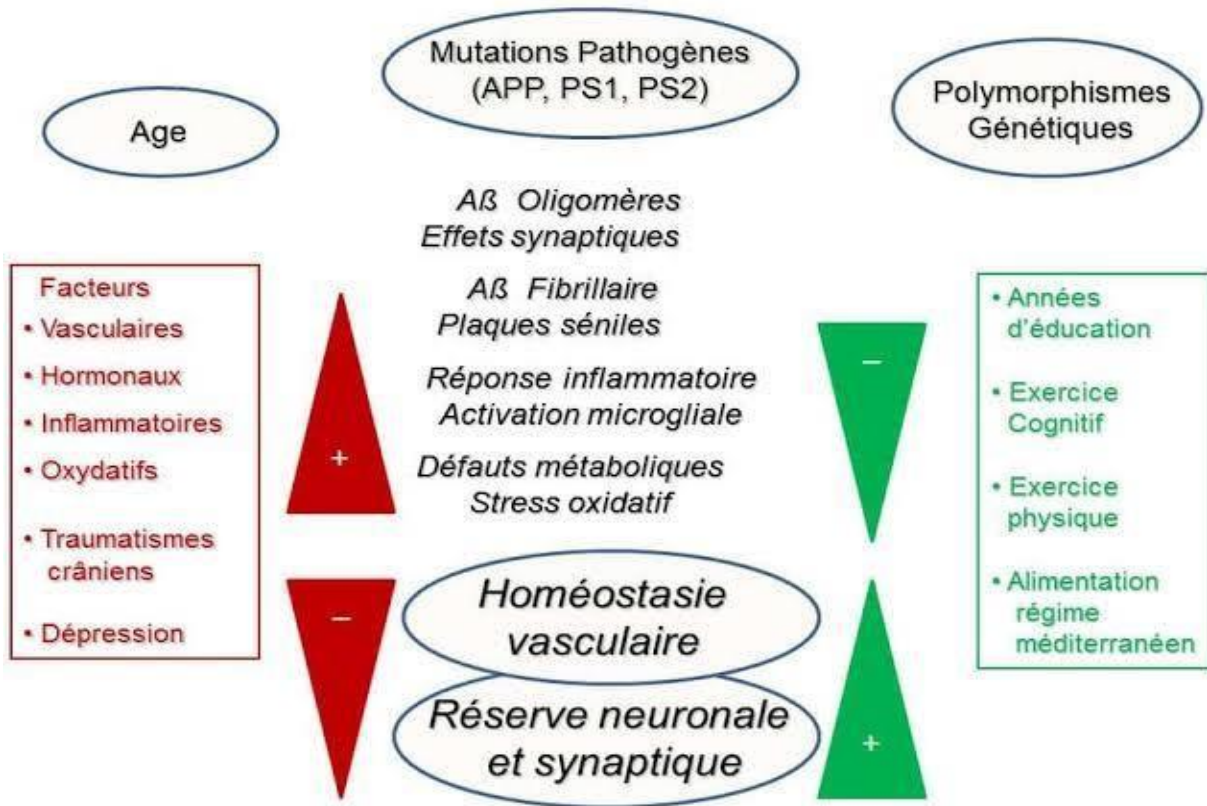 Mutations Pathogènes
(APP, PS1, PS2)
Age
Polymorphismes
Génétiques
Aß Oligomères
Effets synaptiques
Aß Fibrillaire
Plaques séniles
Réponse inflammatoire
Activation microgliale
Défauts métaboliques
Stress oxidatif
Facteurs
• Vasculaires
• Hormonaux
• Inflammatoires
• Oxydatifs
• Traumatismes
crâniens
• Dépression
+
–
Homéostasie
vasculaire
Réserve neuronale
et synaptique
–
+
• Années
d'éducation
• Exercice
Cognitif
• Exercice
physique
• Alimentation
régime
méditerranéen